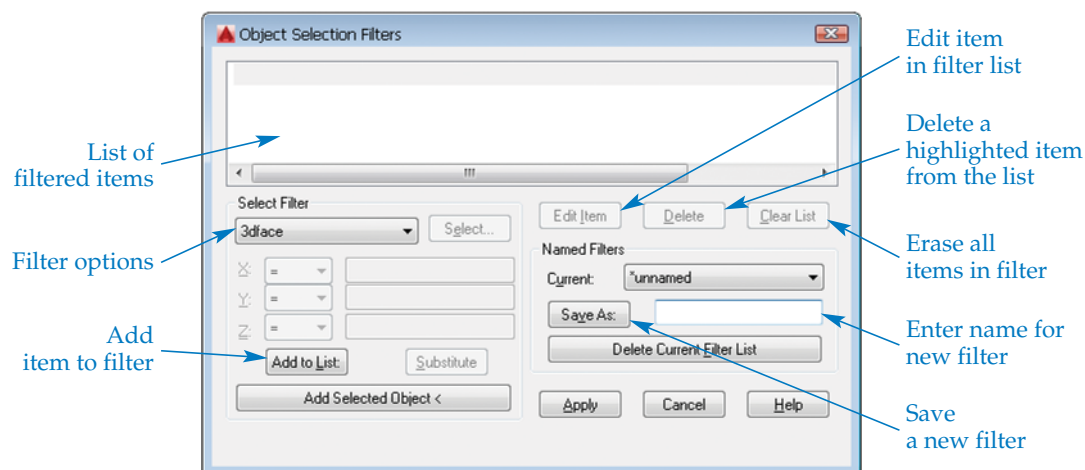 Object Selection Filters
Edit item
in filter list
List of
filtered items
Delete a
highlighted item
from the list
Select Filter
3dface
Select...
Edit Item
Delete
Clear List
Filter options
Erase all
items in filter
X:
=
Y:
=
Z:
=
Named Filters
Current:
*unnamed
Save As:
Enter name for
new filter
Add
item to filter
Add to List:
Substitute
Delete Current Filter List
Add Selected Object <
Apply
Cancel
Help
Save
a new filter